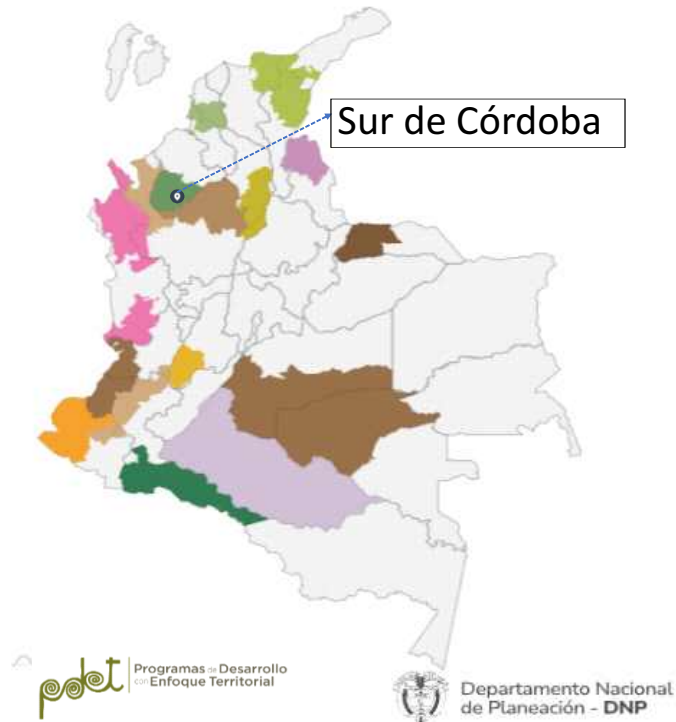 Sur de Córdoba
pdet
Programas de Desarrollo
con Enfoque Territorial
Departamento Nacional
de Planeación - DNP